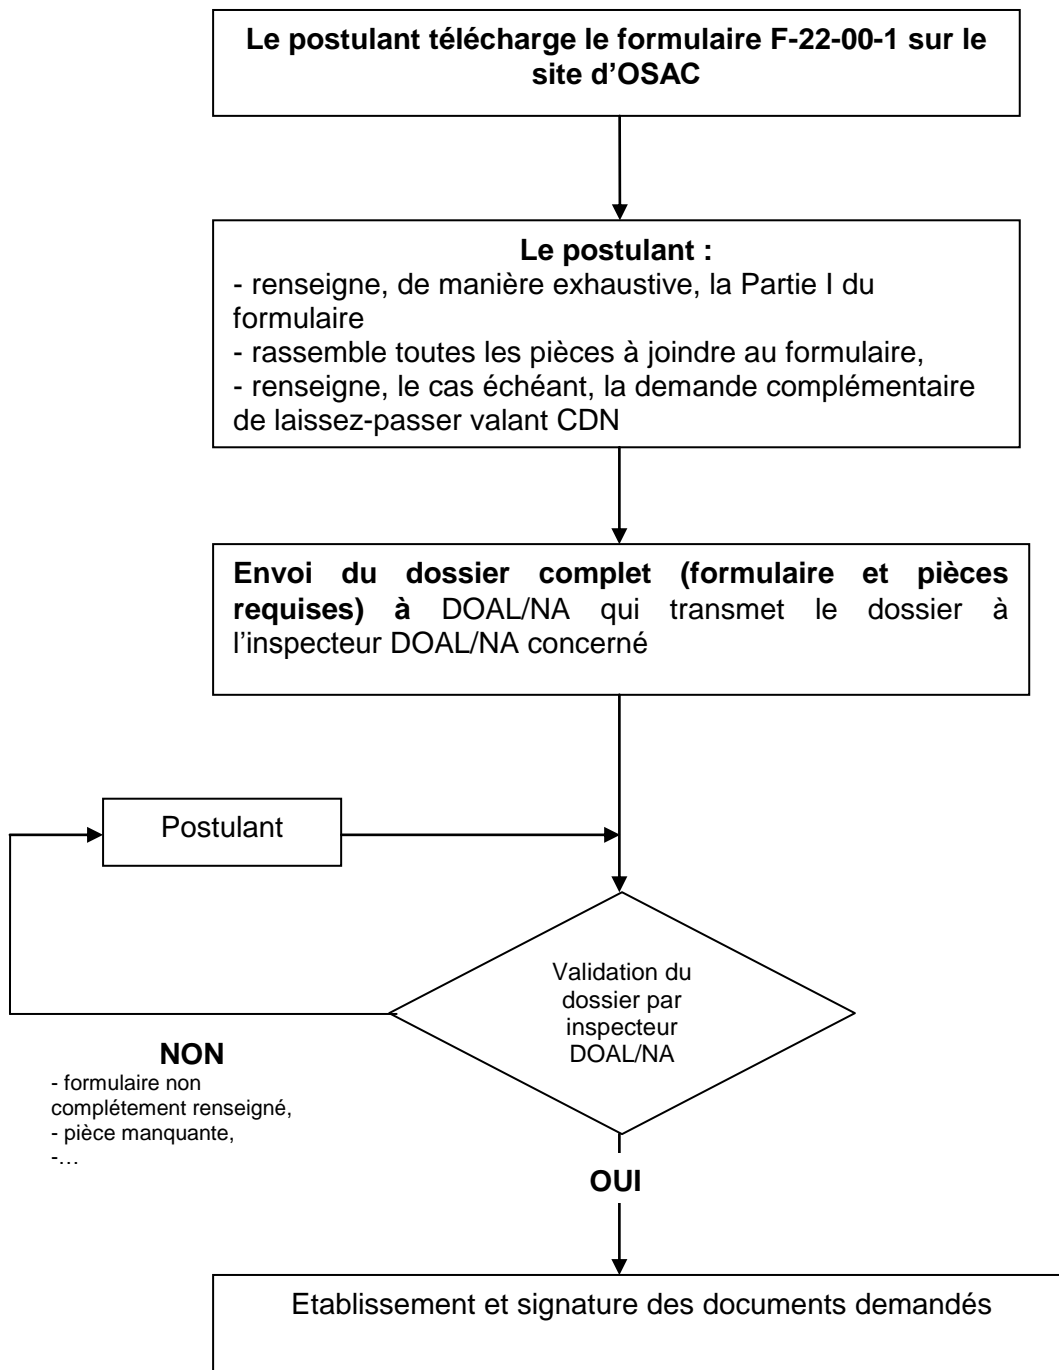 Le postulant télécharge le formulaire F-22-00-1 sur le
site d’OSAC
Le postulant :
- renseigne, de manière exhaustive, la Partie I du
formulaire
- rassemble toutes les pièces à joindre au formulaire,
- renseigne, le cas échéant, la demande complémentaire
de laissez-passer valant CDN
Envoi du dossier complet (formulaire et pièces
requises) à DOAL/NA qui transmet le dossier à
l’inspecteur DOAL/NA concerné
Postulant
Validation du
dossier par
inspecteur
DOAL/NA
NON
- formulaire non
complétement renseigné,
- pièce manquante,
-…
OUI
Etablissement et signature des documents demandés